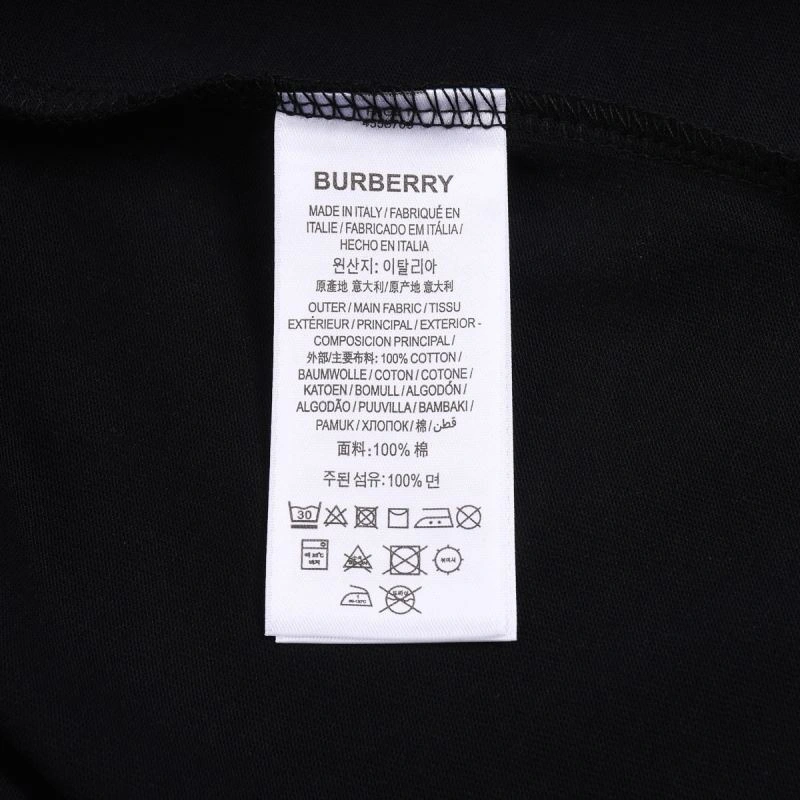 BURBERRY
MADE IN ITALY / FABRIQUÉ EN
ITALIE / FABRICADO EM ITÁLIA /
HECHO EN ITALIA
원산지: 이탈리아
原產地 意大利/原产地 意大利
OUTER / MAIN FABRIC / TISSU
EXTÉRIEUR / PRINCIPAL / EXTERIOR -
COMPOSICION PRINCIPAL /
外部/主要布料: 100% COTTON /
BAUMWOLLE / COTON / COTONE /
KATOEN / BOMULL / ALGODÓN /
ALGODÃO / PUUVILLA / BAMBAKI /
PAMUK / ХЛОПОК / 棉 / قطن
面料: 100% 棉
주된 섬유: 100% 면
30